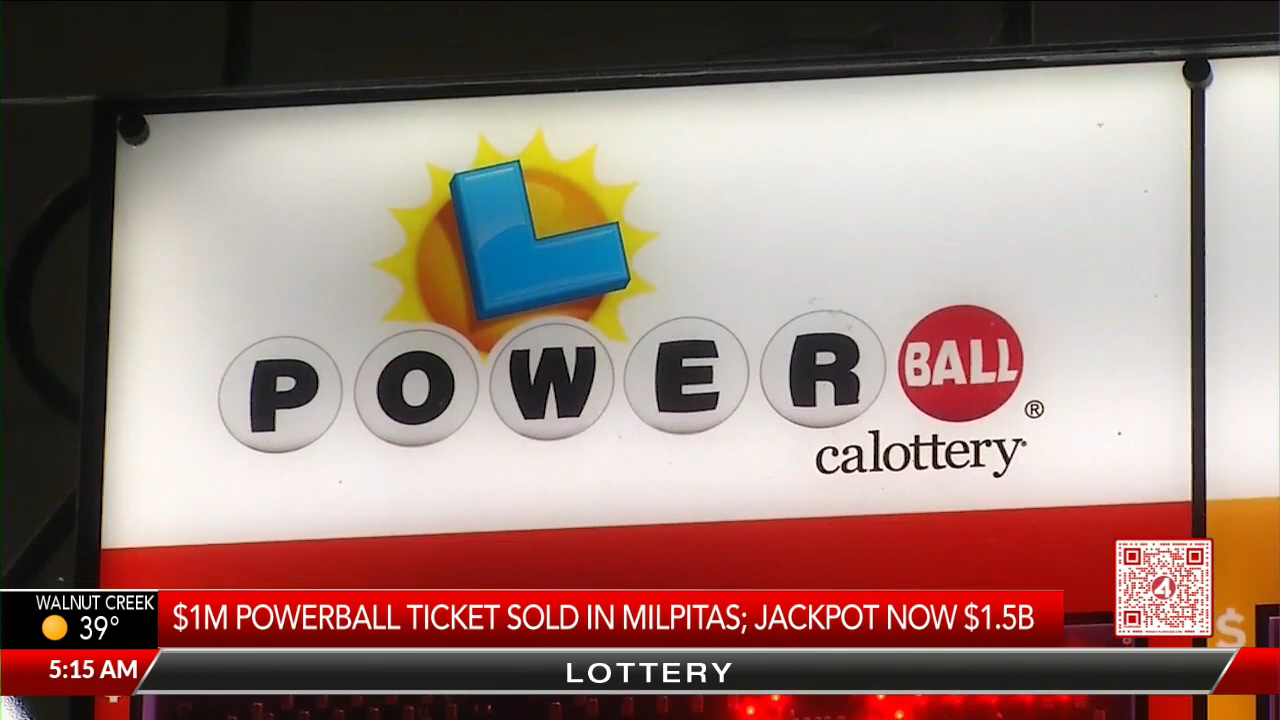 L
POWER BALL ®
calottery
WALNUT CREEK
39°
$1M POWERBALL TICKET SOLD IN MILPITAS; JACKPOT NOW $1.5B
4
$
5:15 AM
LOTTERY